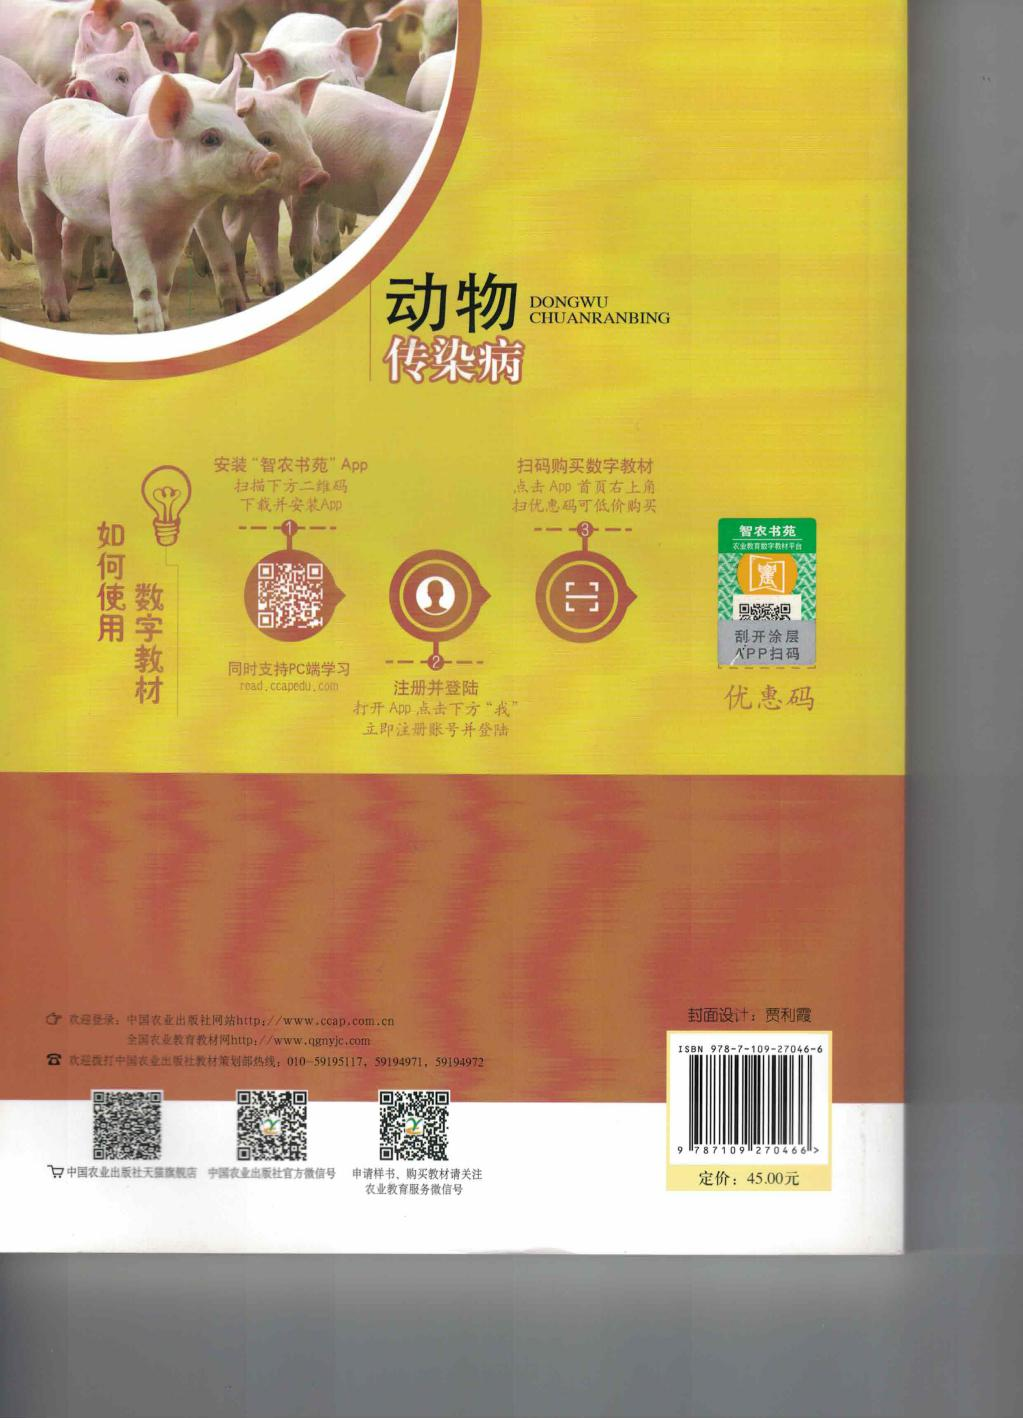 动物
传染病
DONGWU
CHUANRANBING
如何使用
数字教材
安装“智农书苑”App
扫描下方二维码
下载并安装App
1
同时支持PC端学习
read.ccapedu.com
2
注册并登陆
打开App 点击下方“我”
立即注册账号并登陆
扫码购买数字教材
点击 App 首页右上角
扫优惠码可低价购买
3
智农书苑
农业教育数字教材平台
刮开涂层
APP扫码
优惠码
欢迎登录：中国农业出版社网站http://www.ccap.com.cn
全国农业教育教材网http://www.qgnyjc.com
欢迎拨打中国农业出版社教材策划部热线：010-59195117，59194971，59194972
中国农业出版社天猫旗舰店
中国农业出版社官方微信号
申请样书、购买教材请关注
农业教育服务微信号
封面设计：贾利霞
ISBN 978-7-109-27046-6
9 787109 270466 >
定价：45.00元